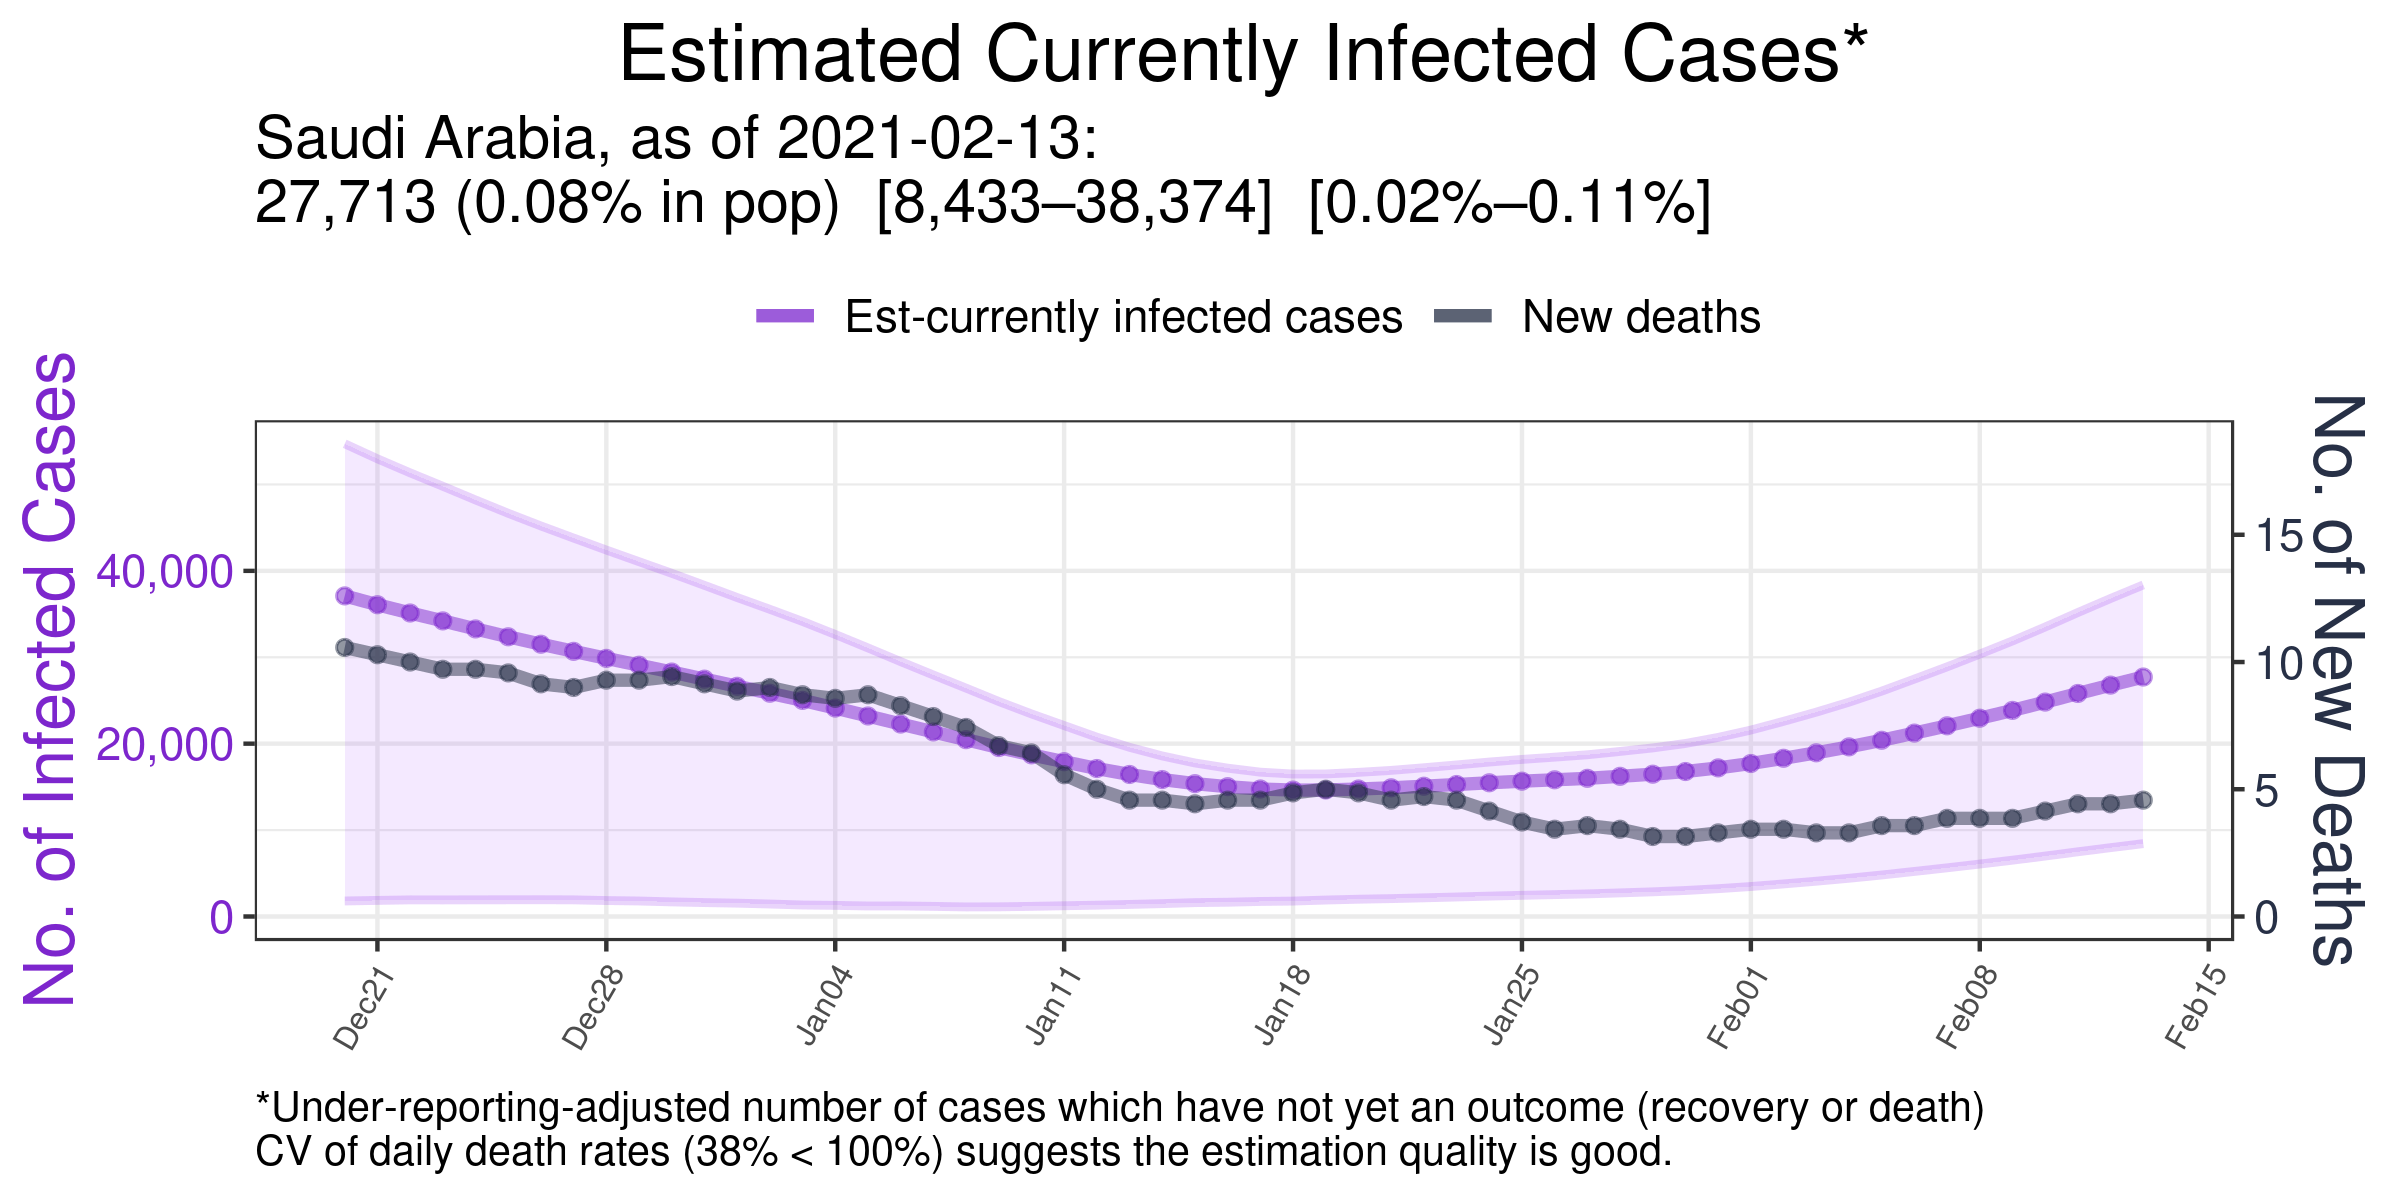 Estimated Currently Infected Cases*
Saudi Arabia, as of 2021-02-13:
27,713 (0.08% in pop)  [8,433–38,374]  [0.02%–0.11%]
Est-currently infected cases
New deaths
No. of Infected Cases
40,000
20,000
0
15
10
5
0
No. of New Deaths
Dec21
Dec28
Jan04
Jan11
Jan18
Jan25
Feb01
Feb08
Feb15
*Under-reporting-adjusted number of cases which have not yet an outcome (recovery or death)
CV of daily death rates (38% < 100%) suggests the estimation quality is good.